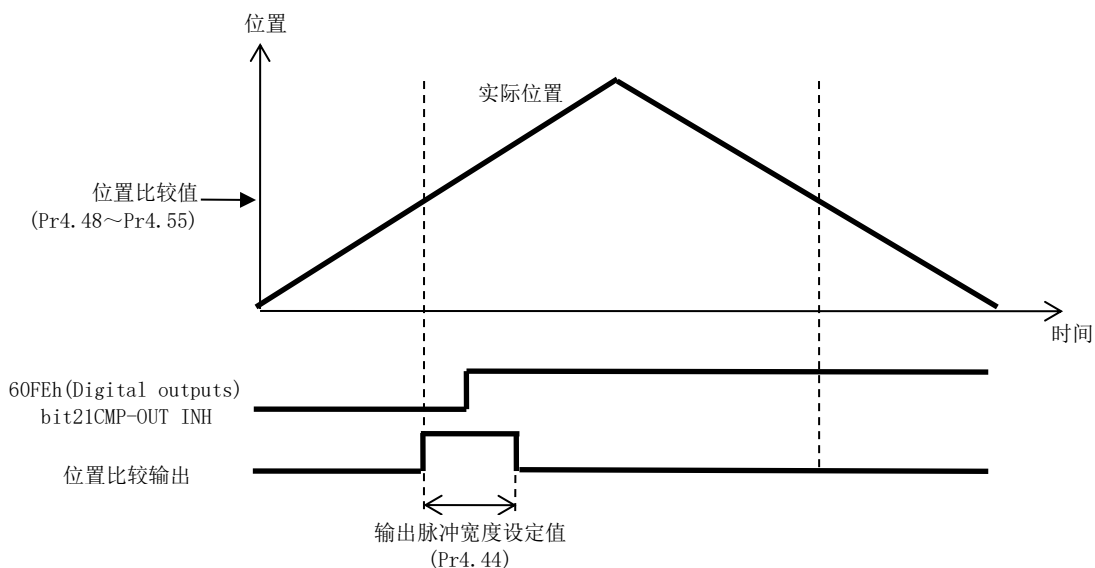 位置
实际位置
位置比较值
(Pr4.48～Pr4.55)
时间
60FEh(Digital outputs)
bit21CMP-OUT INH
位置比较输出
输出脉冲宽度设定值
(Pr4.44)